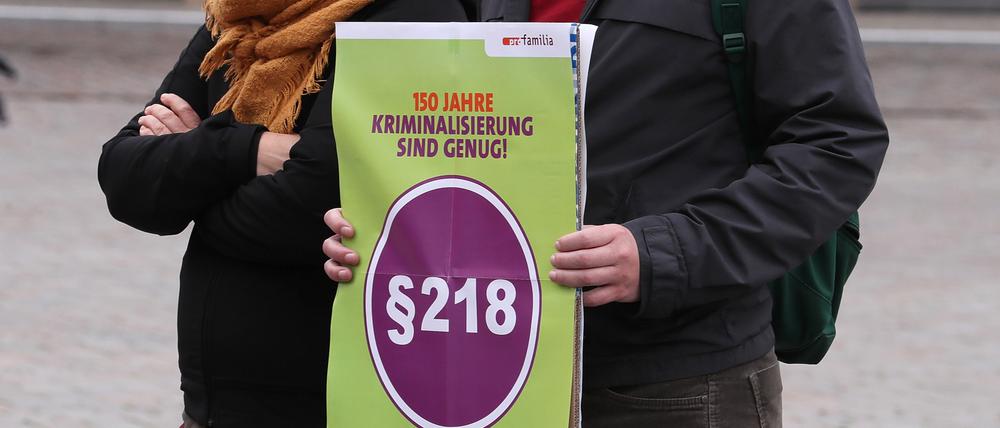 pro familia
150 JAHRE
KRIMINALISIERUNG
SIND GENUG!
§218